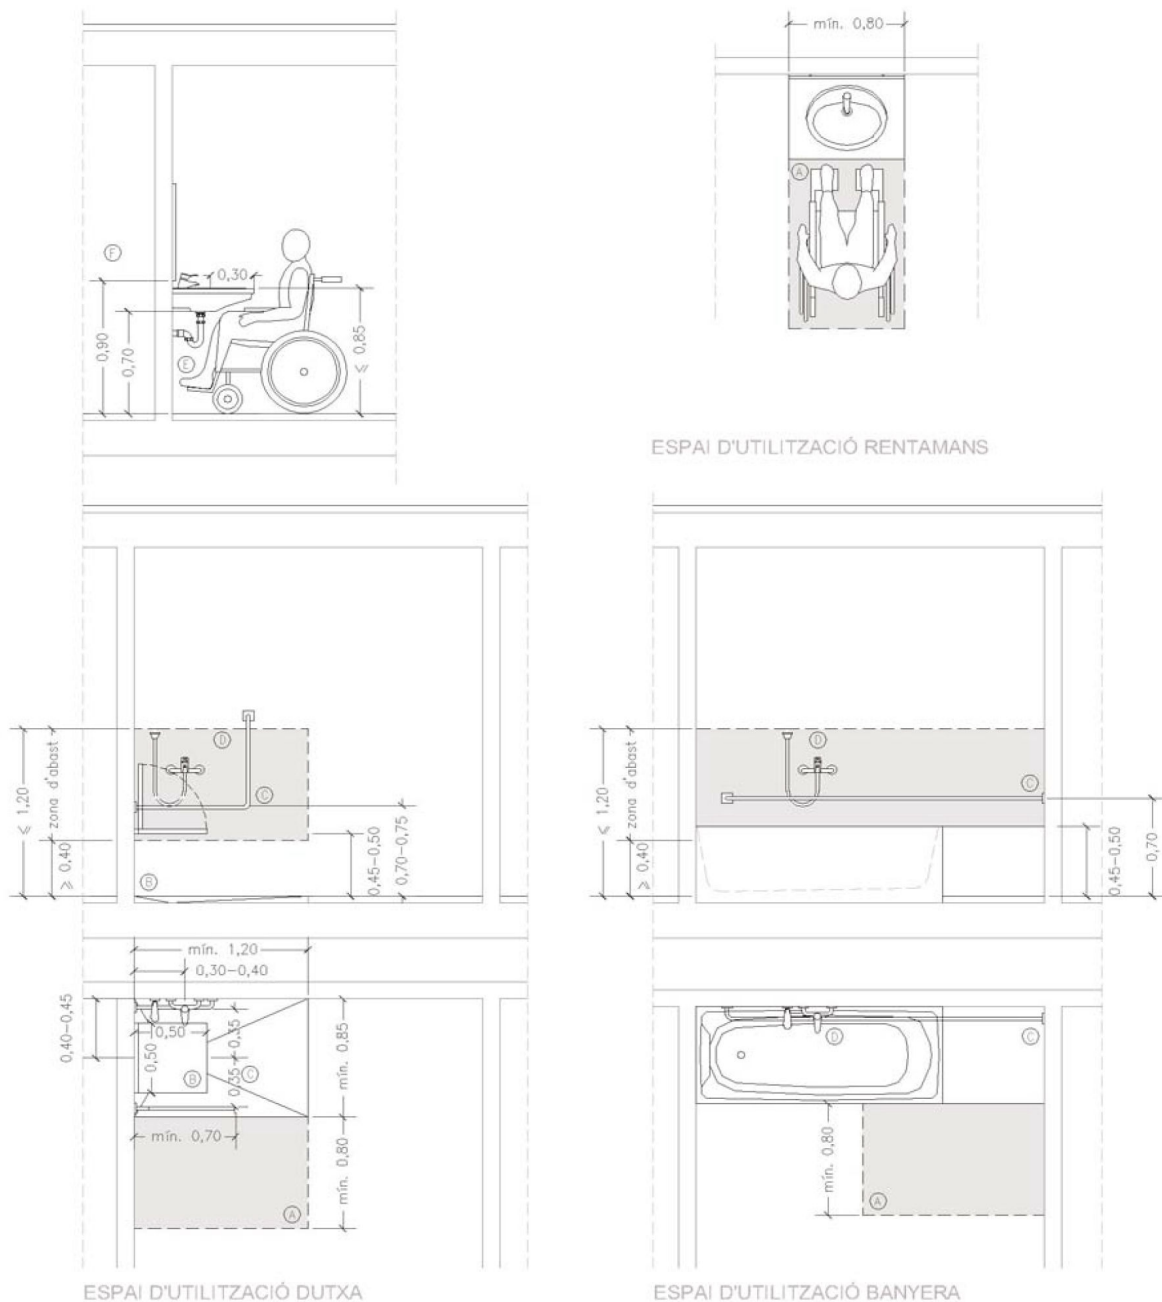 mín. 0,80
A
F
0,30
0,90
0,70
E
≤ 0,85
ESPAI D'UTILITZACIÓ RENTAMANS
≤ 1,20
zona d'abast
≥ 0,40
D
C
B
0,45-0,50
0,70-0,75
≤ 1,20
zona d'abast
≥ 0,40
D
C
0,45-0,50
0,70
mín. 1,20
0,30-0,40
0,40-0,45
0,50
0,50
0,35
0,35
B
C
mín. 0,85
mín. 0,70
mín. 0,80
A
D
C
mín. 0,80
A
ESPAI D'UTILITZACIÓ DUTXA
ESPAI D'UTILITZACIÓ BANYERA